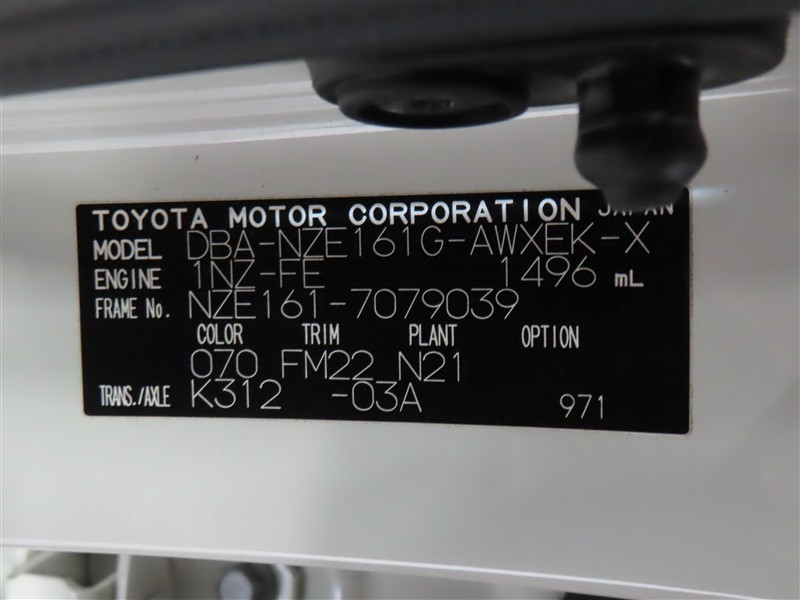 TOYOTA MOTOR CORPORATION JAPAN
MODEL DBA-NZE161G-AWXEK-X
ENGINE 1NZ-FE 1496 mL
FRAME No. NZE161-7079039
COLOR TRIM PLANT OPTION
070 FM22 N21
TRANS./AXLE K312 -03A 971